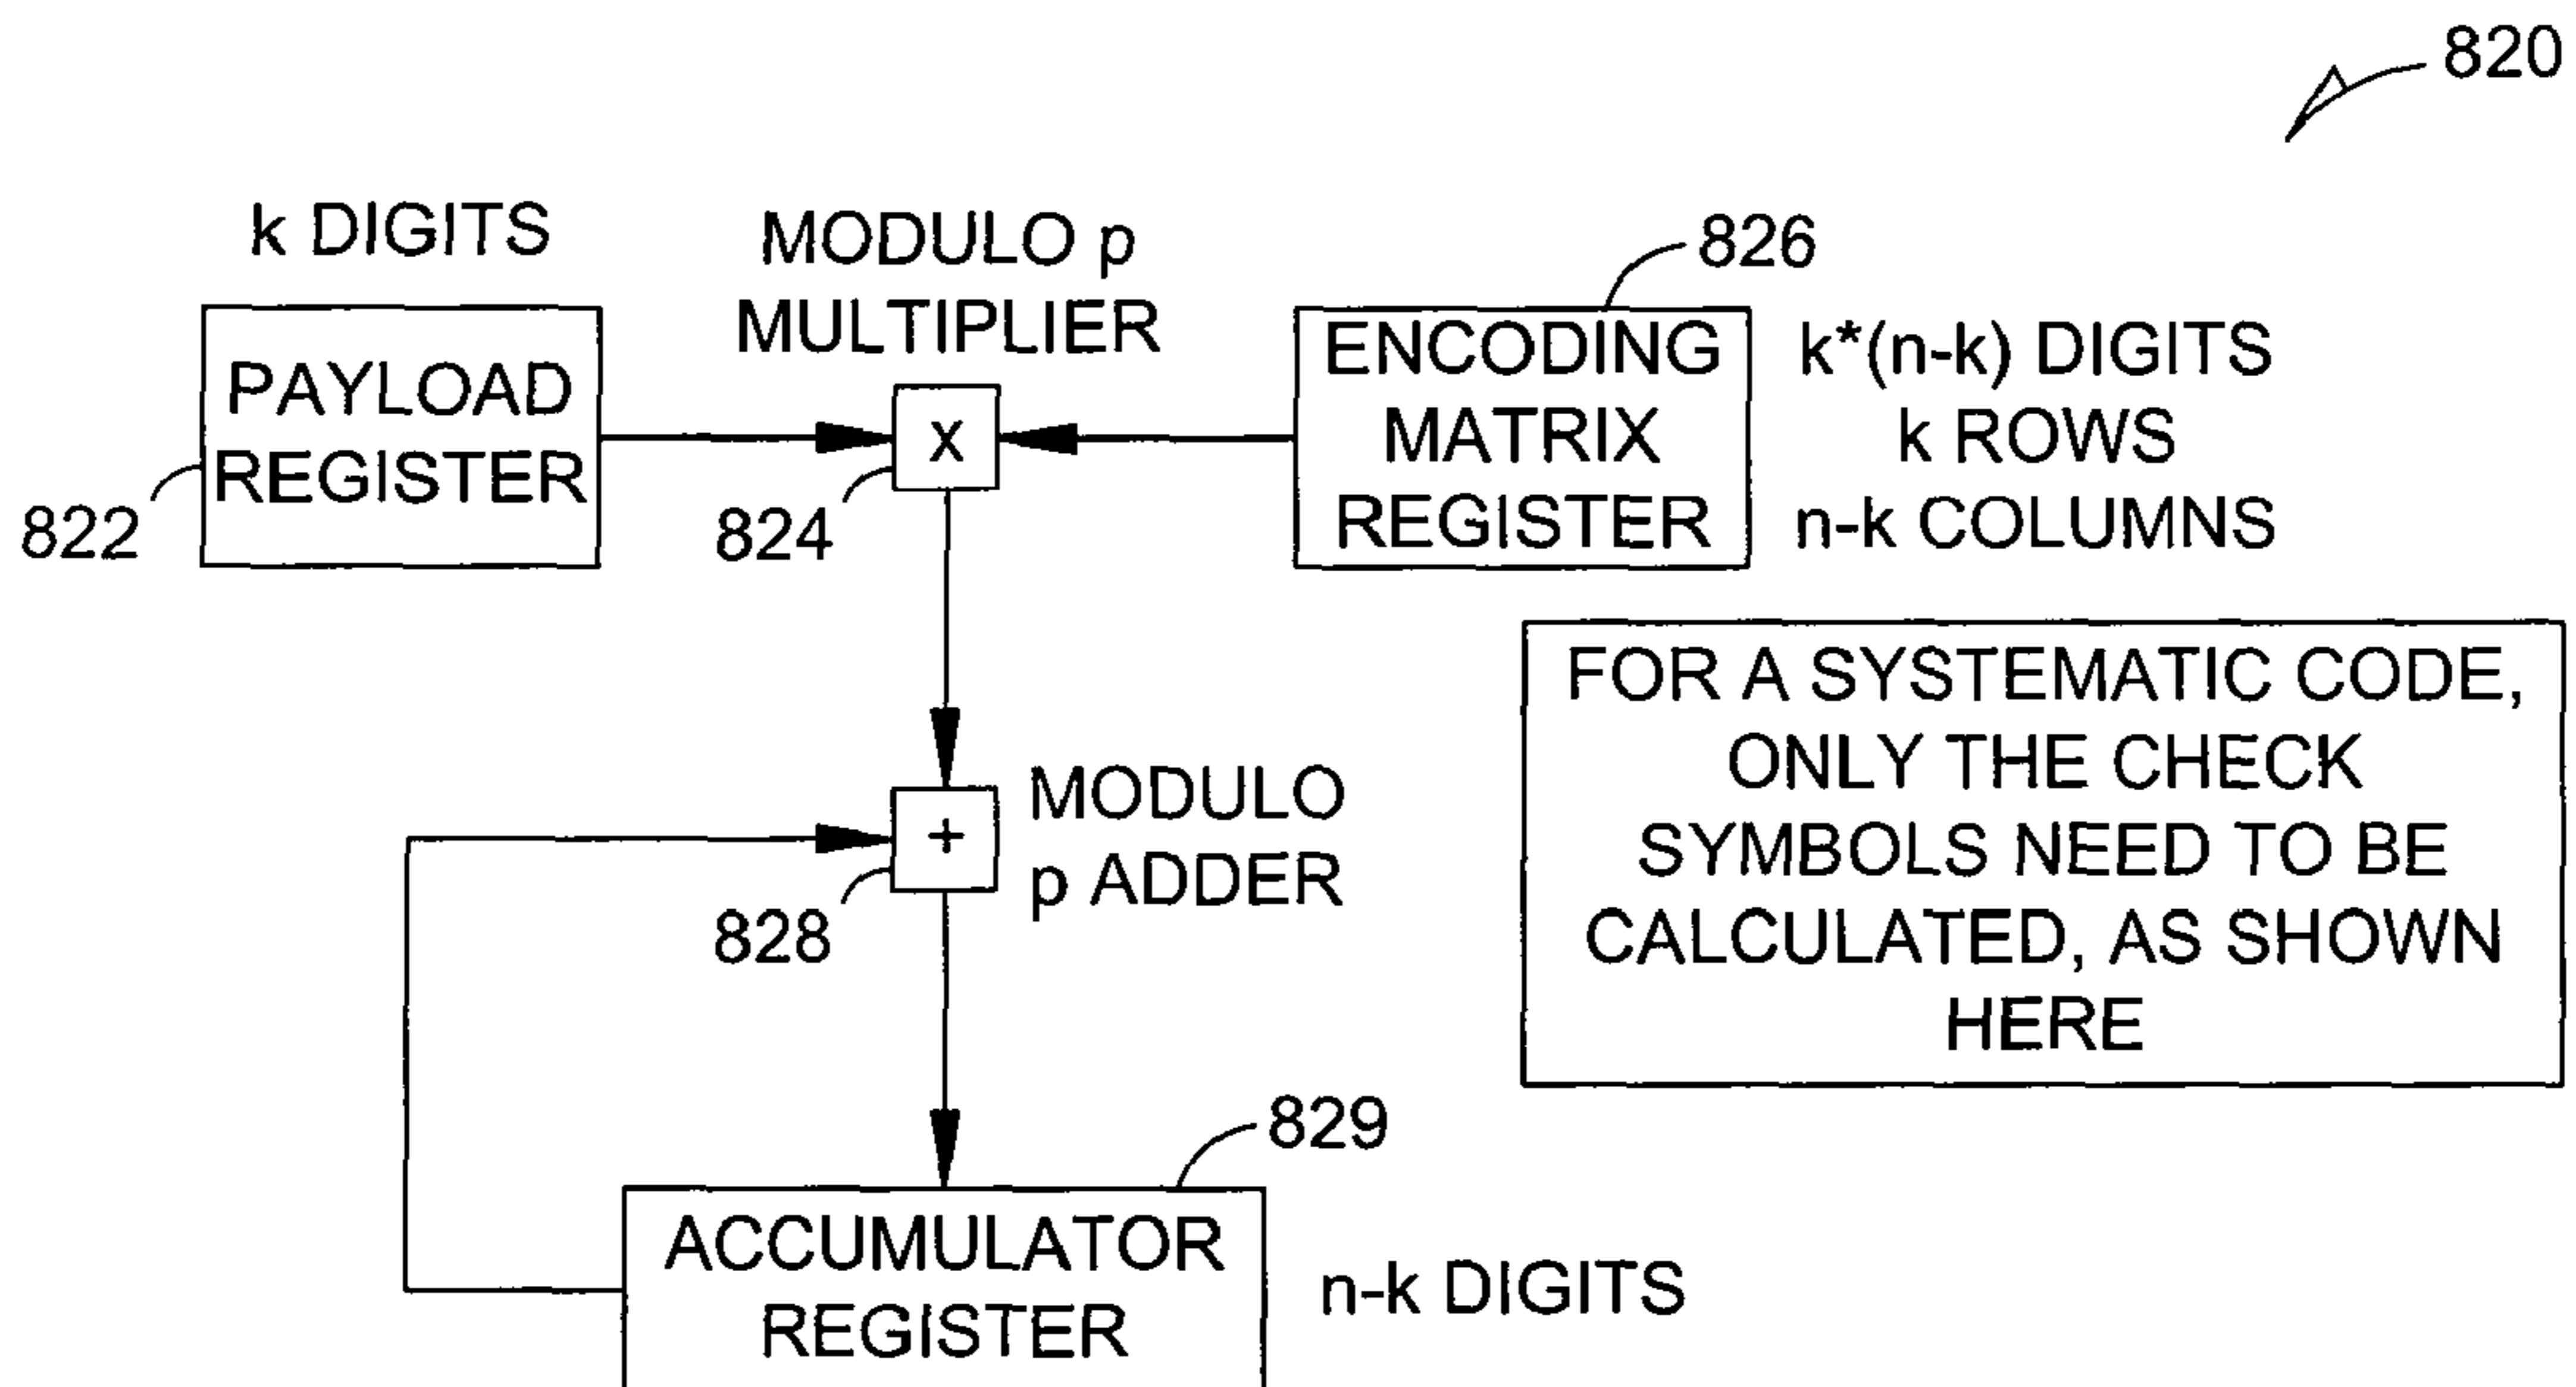 820
k DIGITS
MODULO p
MULTIPLIER
826
PAYLOAD
REGISTER
822
x
824
ENCODING
MATRIX
REGISTER
k*(n-k) DIGITS
k ROWS
n-k COLUMNS
FOR A SYSTEMATIC CODE,
ONLY THE CHECK
SYMBOLS NEED TO BE
CALCULATED, AS SHOWN
HERE
+
828
MODULO
p ADDER
829
ACCUMULATOR
REGISTER
n-k DIGITS